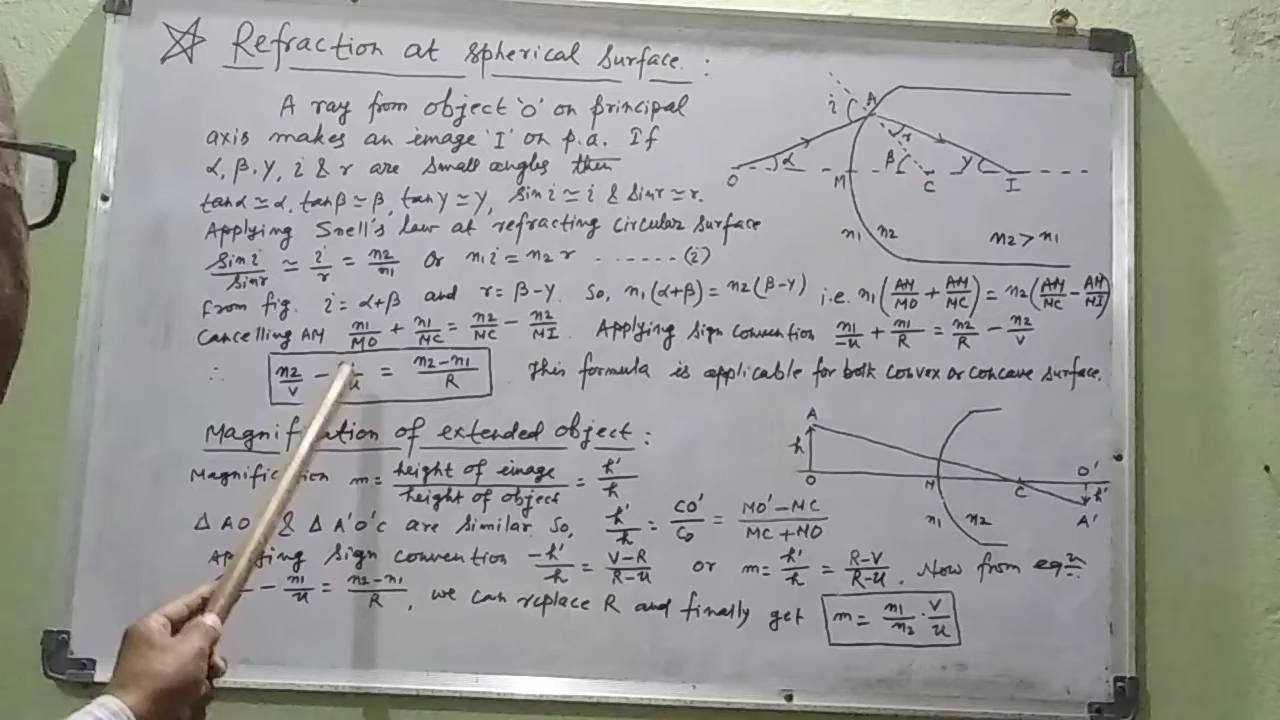 ☆ Refraction at spherical surface :
A ray from object 'O' on principal
axis makes an image 'I' on p.a. If
α, β, γ, i & r are small angles then
tanα ≃ α, tanβ ≃ β, tanγ ≃ γ, sin i ≃ i & sin r ≃ r.
Applying Snell's law at refracting circular surface
sin i / sin r ≃ i/r = n2/n1 or n1 i = n2 r ....... (i)
From fig. i = α+β and r = β-γ. So, n1(α+β) = n2(β-γ) i.e. n1(AM/MO + AM/MC) = n2(AM/MC - AM/MI)
Cancelling AM n1/MO + n1/MC = n2/MC - n2/MI. Applying sign convention n1/-u + n1/R = n2/R - n2/v
∴ n2/v - /u = n2-n1/R. This formula is applicable for both convex or concave surface.
Magnification of extended object :
Magnification m = height of image / height of object = h'/h
Δ AO & Δ A'O'C are similar. So, h'/h = CO'/CO = MO'-MC / MC+MO
Applying sign convention -h'/h = V-R / R-u or m = h'/h = R-V / R-u. Now from eqn.
- n1/u = n2-n1/R, we can replace R and finally get m = n1/n2 . v/u
i
A
r
α
β
γ
O
M
C
I
n1
n2
n2 > n1
A
h
O
M
C
O'
h'
A'
n1
n2